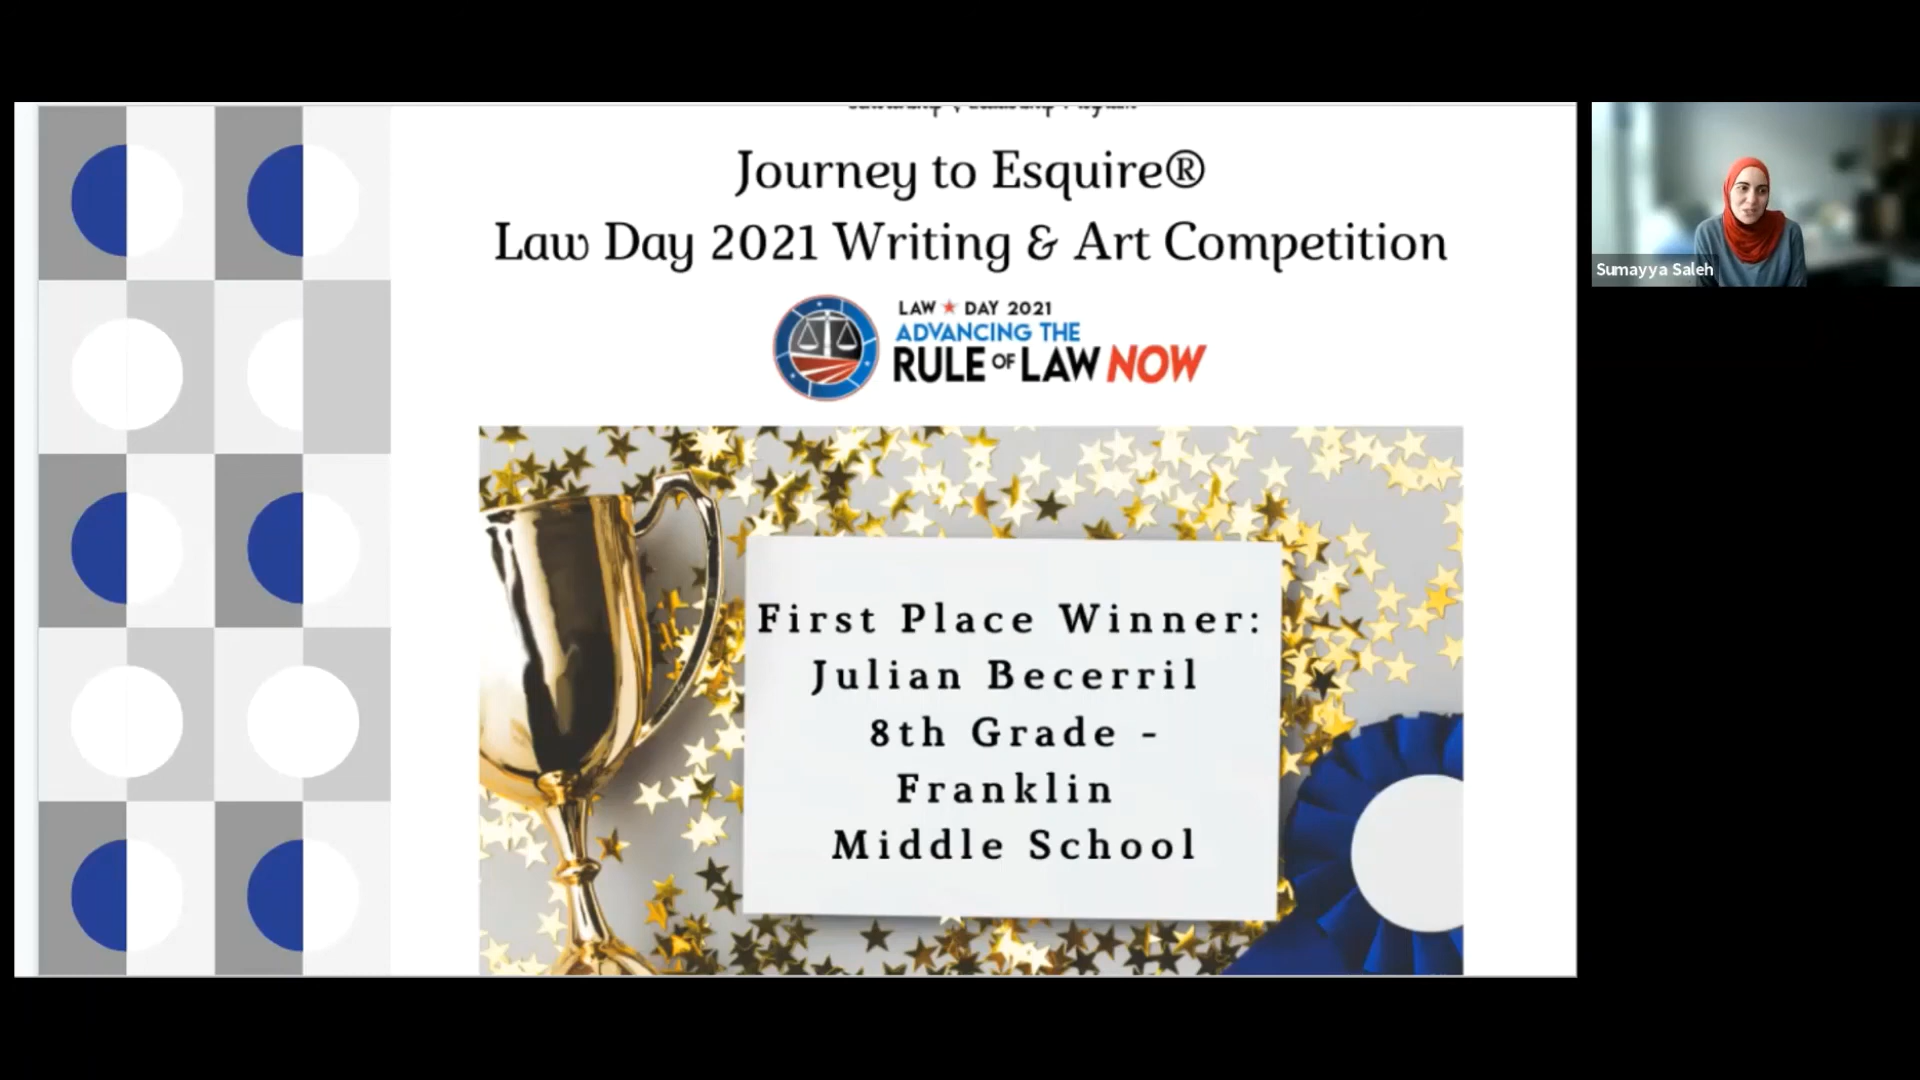 Journey to Esquire®
Law Day 2021 Writing & Art Competition
LAW ★ DAY 2021
ADVANCING THE
RULE OF LAW NOW
First Place Winner:
Julian Becerril
8th Grade -
Franklin
Middle School
Sumayya Saleh